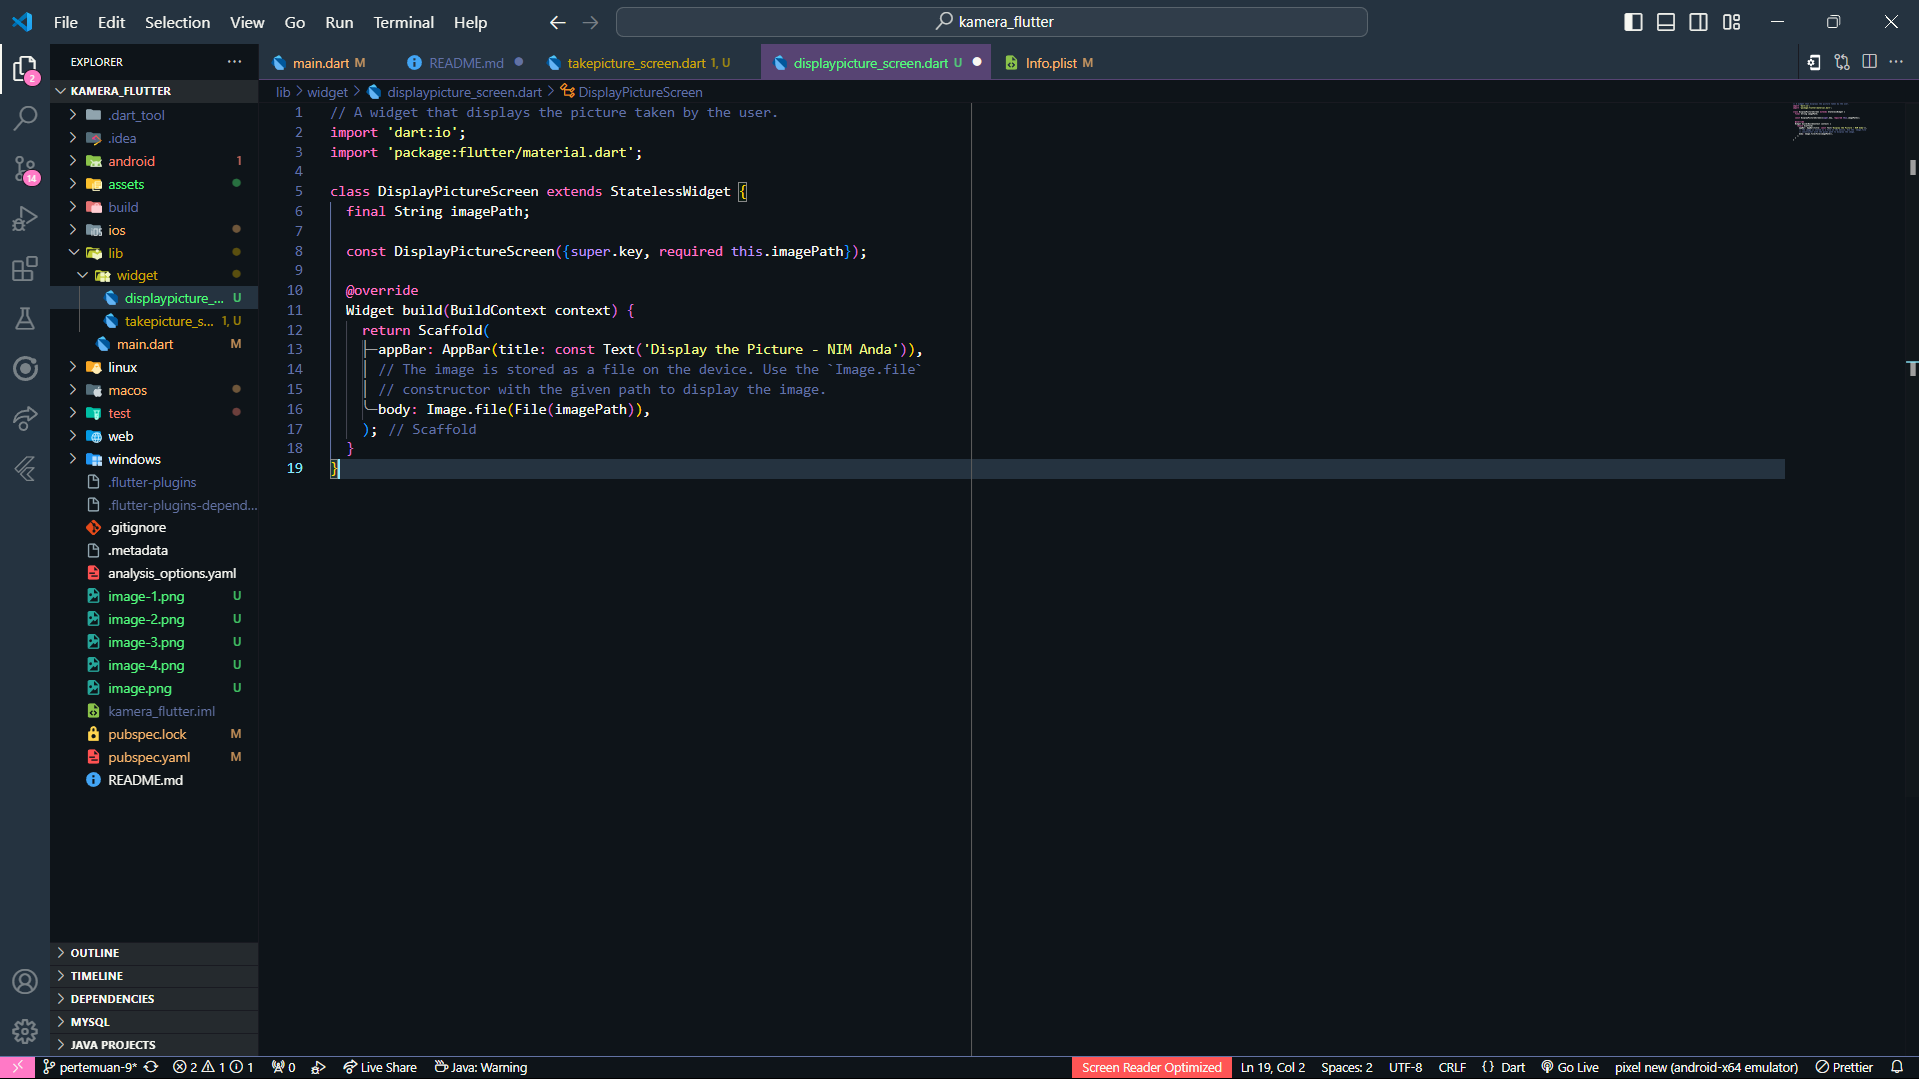 File Edit Selection View Go Run Terminal Help
kamera_flutter
EXPLORER
main.dart M
README.md
takepicture_screen.dart 1, U
displaypicture_screen.dart U
Info.plist M
KAMERA_FLUTTER
lib > widget > displaypicture_screen.dart > DisplayPictureScreen
.dart_tool
.idea
android 1
assets
build
ios
lib
widget
displaypicture_... U
takepicture_s... 1, U
main.dart M
linux
macos
test
web
windows
.flutter-plugins
.flutter-plugins-depend...
.gitignore
.metadata
analysis_options.yaml
image-1.png U
image-2.png U
image-3.png U
image-4.png U
image.png U
kamera_flutter.iml
pubspec.lock M
pubspec.yaml M
README.md
OUTLINE
TIMELINE
DEPENDENCIES
MYSQL
JAVA PROJECTS
2
14
1 // A widget that displays the picture taken by the user.
2 import 'dart:io';
3 import 'package:flutter/material.dart';
4
5 class DisplayPictureScreen extends StatelessWidget {
6 final String imagePath;
7
8 const DisplayPictureScreen({super.key, required this.imagePath});
9
10 @override
11 Widget build(BuildContext context) {
12 return Scaffold(
13 appBar: AppBar(title: const Text('Display the Picture - NIM Anda')),
14 // The image is stored as a file on the device. Use the `Image.file`
15 // constructor with the given path to display the image.
16 body: Image.file(File(imagePath)),
17 ); // Scaffold
18 }
19 }
pertemuan-9* 2 1 1 0 Live Share Java: Warning
Screen Reader Optimized Ln 19, Col 2 Spaces: 2 UTF-8 CRLF {} Dart Go Live pixel new (android-x64 emulator) Prettier